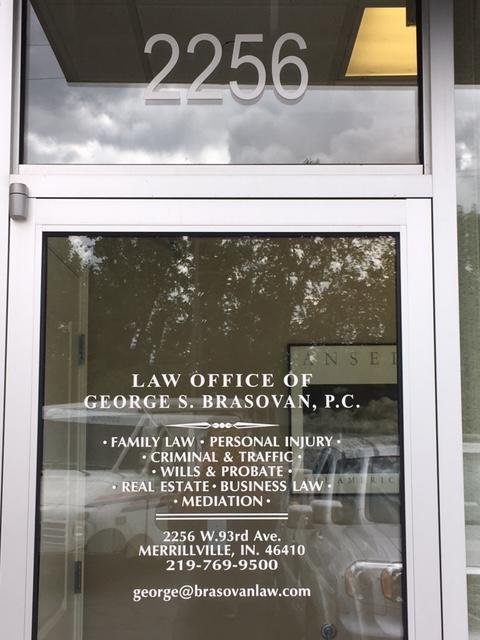 2256
ANSEL
LAW OFFICE OF
GEORGE S. BRASOVAN, P.C.
• FAMILY LAW • PERSONAL INJURY •
• CRIMINAL & TRAFFIC •
• WILLS & PROBATE •
• REAL ESTATE • BUSINESS LAW •
• MEDIATION •
2256 W.93rd Ave.
MERRILLVILLE, IN. 46410
219-769-9500
george@brasovanlaw.com